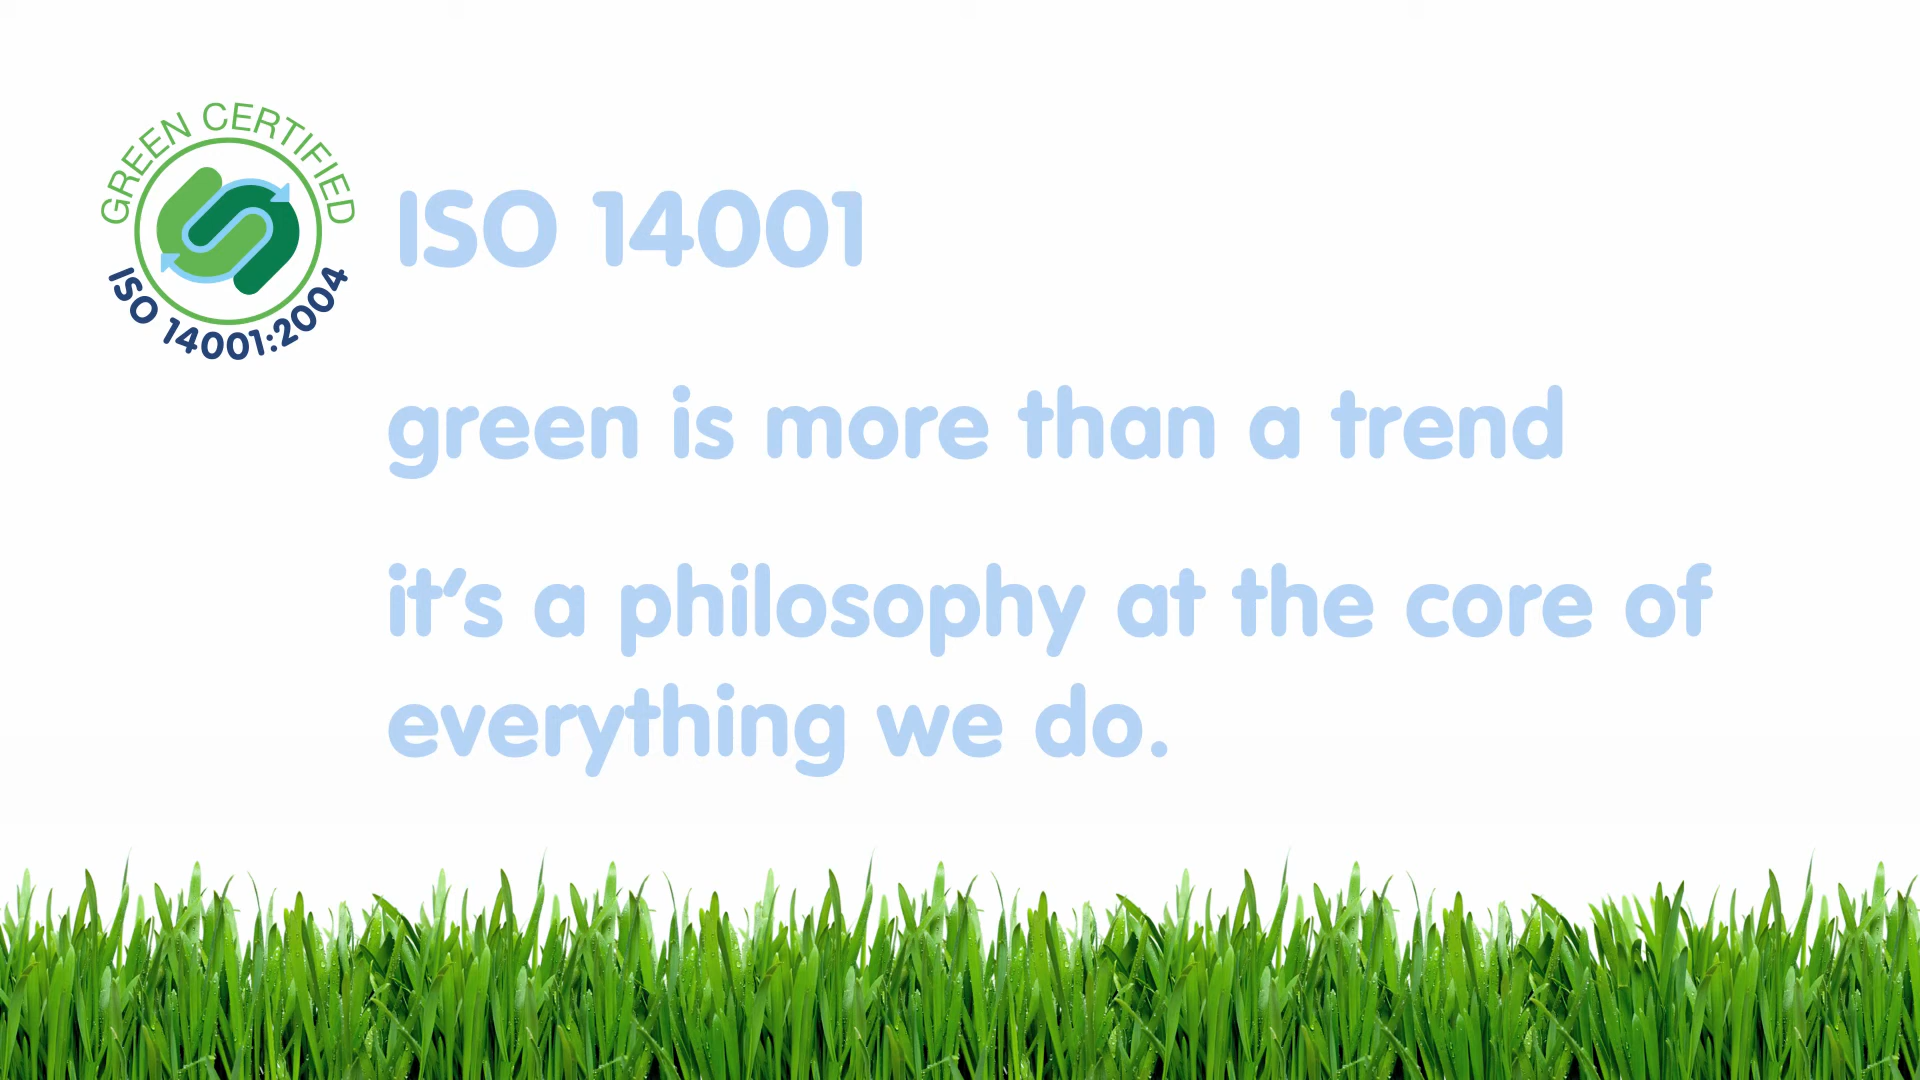 GREEN CERTIFIED
ISO 14001:2004
ISO 14001
green is more than a trend
it's a philosophy at the core of
everything we do.